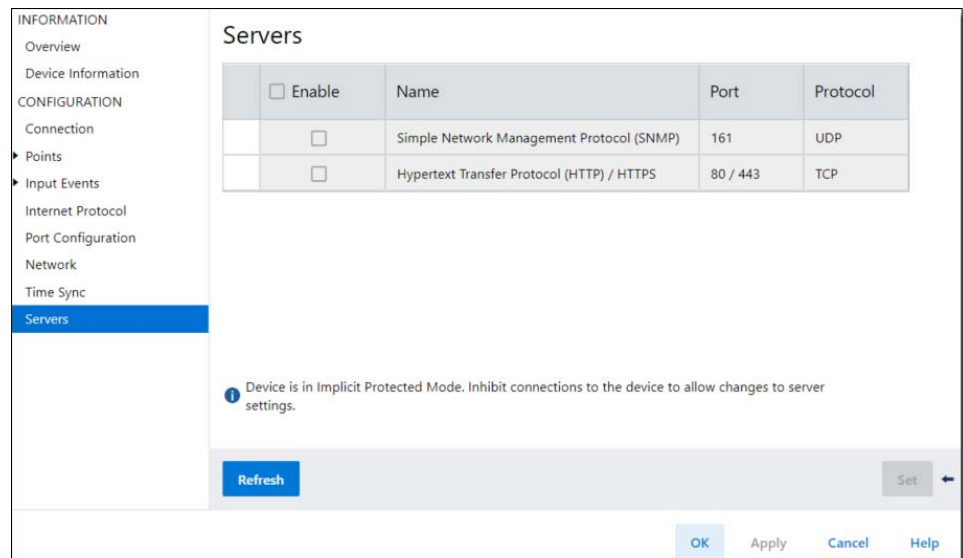 INFORMATION
Overview
Device Information
CONFIGURATION
Connection
Points
Input Events
Internet Protocol
Port Configuration
Network
Time Sync
Servers
Servers
Enable Name Port Protocol
Simple Network Management Protocol (SNMP) 161 UDP
Hypertext Transfer Protocol (HTTP) / HTTPS 80 / 443 TCP
Device is in Implicit Protected Mode. Inhibit connections to the device to allow changes to server
settings.
Refresh Set
OK Apply Cancel Help